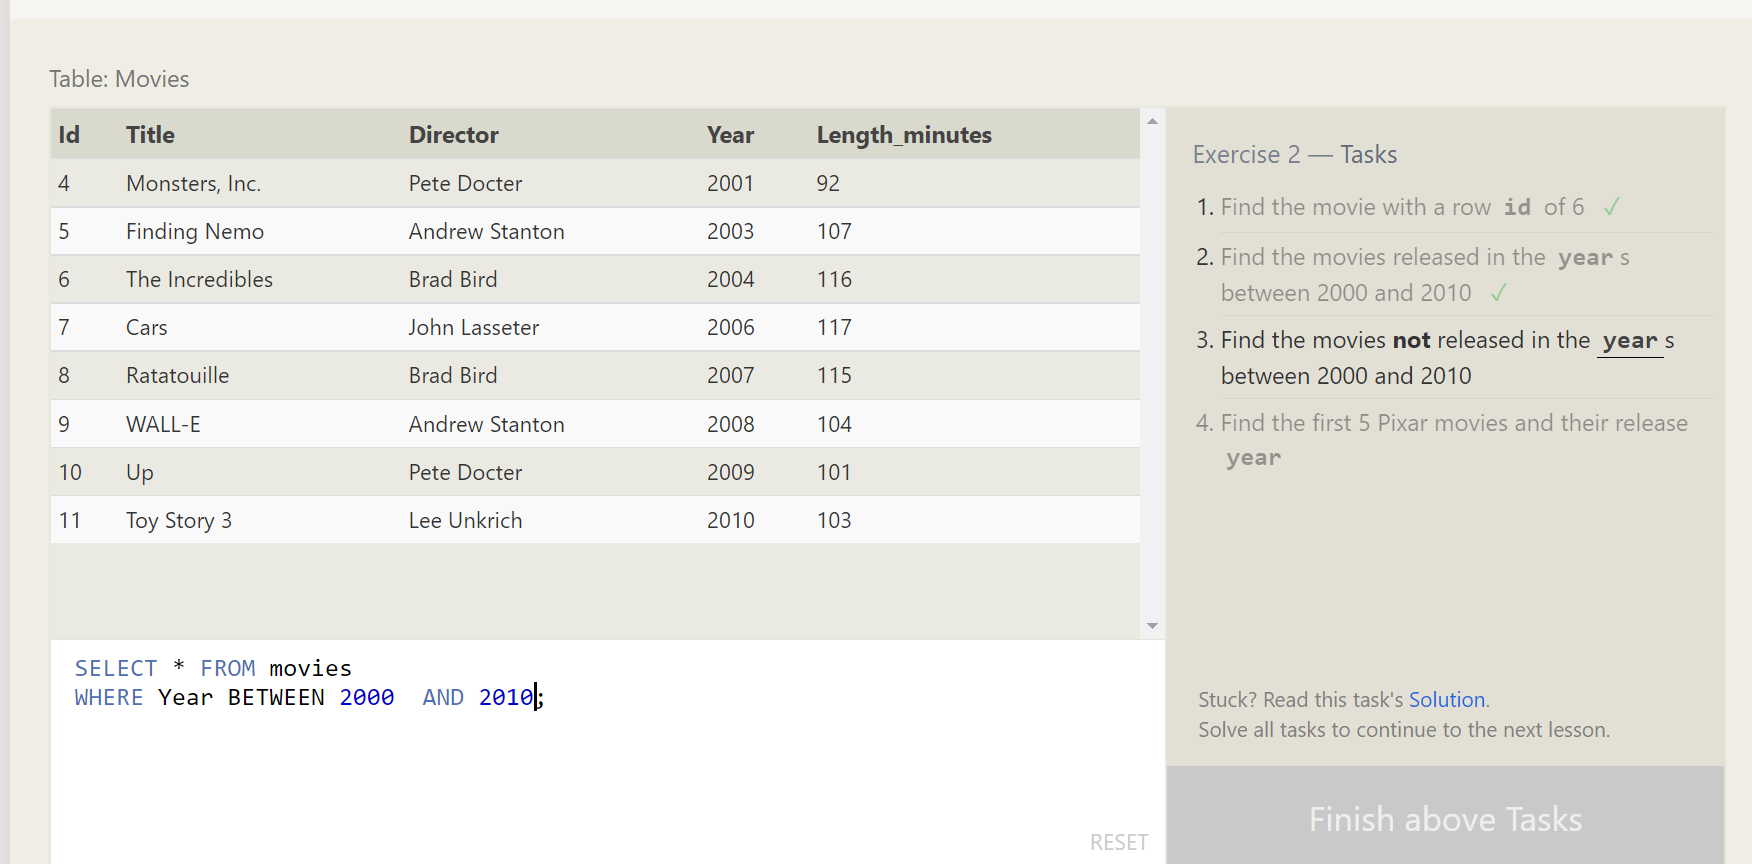 Table: Movies
Id Title Director Year Length_minutes
4 Monsters, Inc. Pete Docter 2001 92
5 Finding Nemo Andrew Stanton 2003 107
6 The Incredibles Brad Bird 2004 116
7 Cars John Lasseter 2006 117
8 Ratatouille Brad Bird 2007 115
9 WALL-E Andrew Stanton 2008 104
10 Up Pete Docter 2009 101
11 Toy Story 3 Lee Unkrich 2010 103
SELECT * FROM movies
WHERE Year BETWEEN 2000  AND 2010;
RESET
Exercise 2 — Tasks
1. Find the movie with a row id of 6 ✓
2. Find the movies released in the year s
between 2000 and 2010 ✓
3. Find the movies not released in the year s
between 2000 and 2010
4. Find the first 5 Pixar movies and their release
year
Stuck? Read this task's Solution.
Solve all tasks to continue to the next lesson.
Finish above Tasks